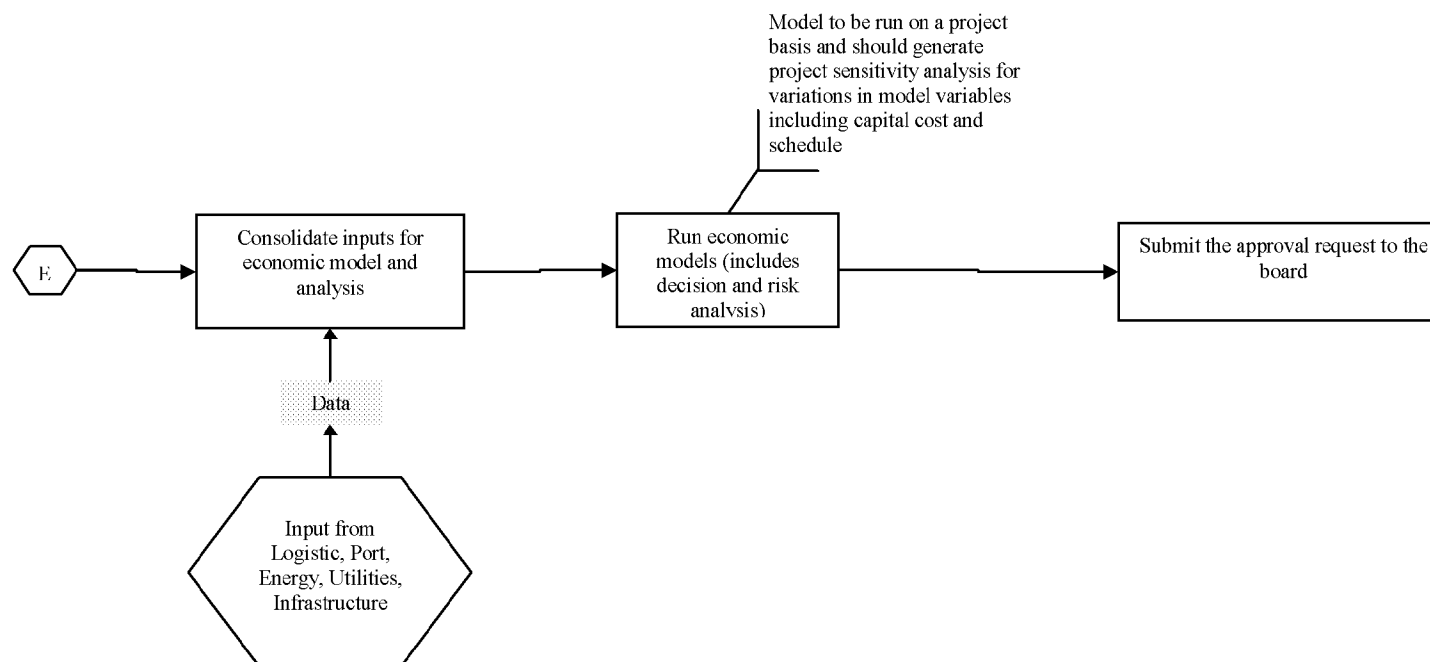 Model to be run on a project
basis and should generate
project sensitivity analysis for
variations in model variables
including capital cost and
schedule
E
Consolidate inputs for
economic model and
analysis
Run economic
models (includes
decision and risk
analysis)
Submit the approval request to the
board
Data
Input from
Logistic, Port,
Energy, Utilities,
Infrastructure